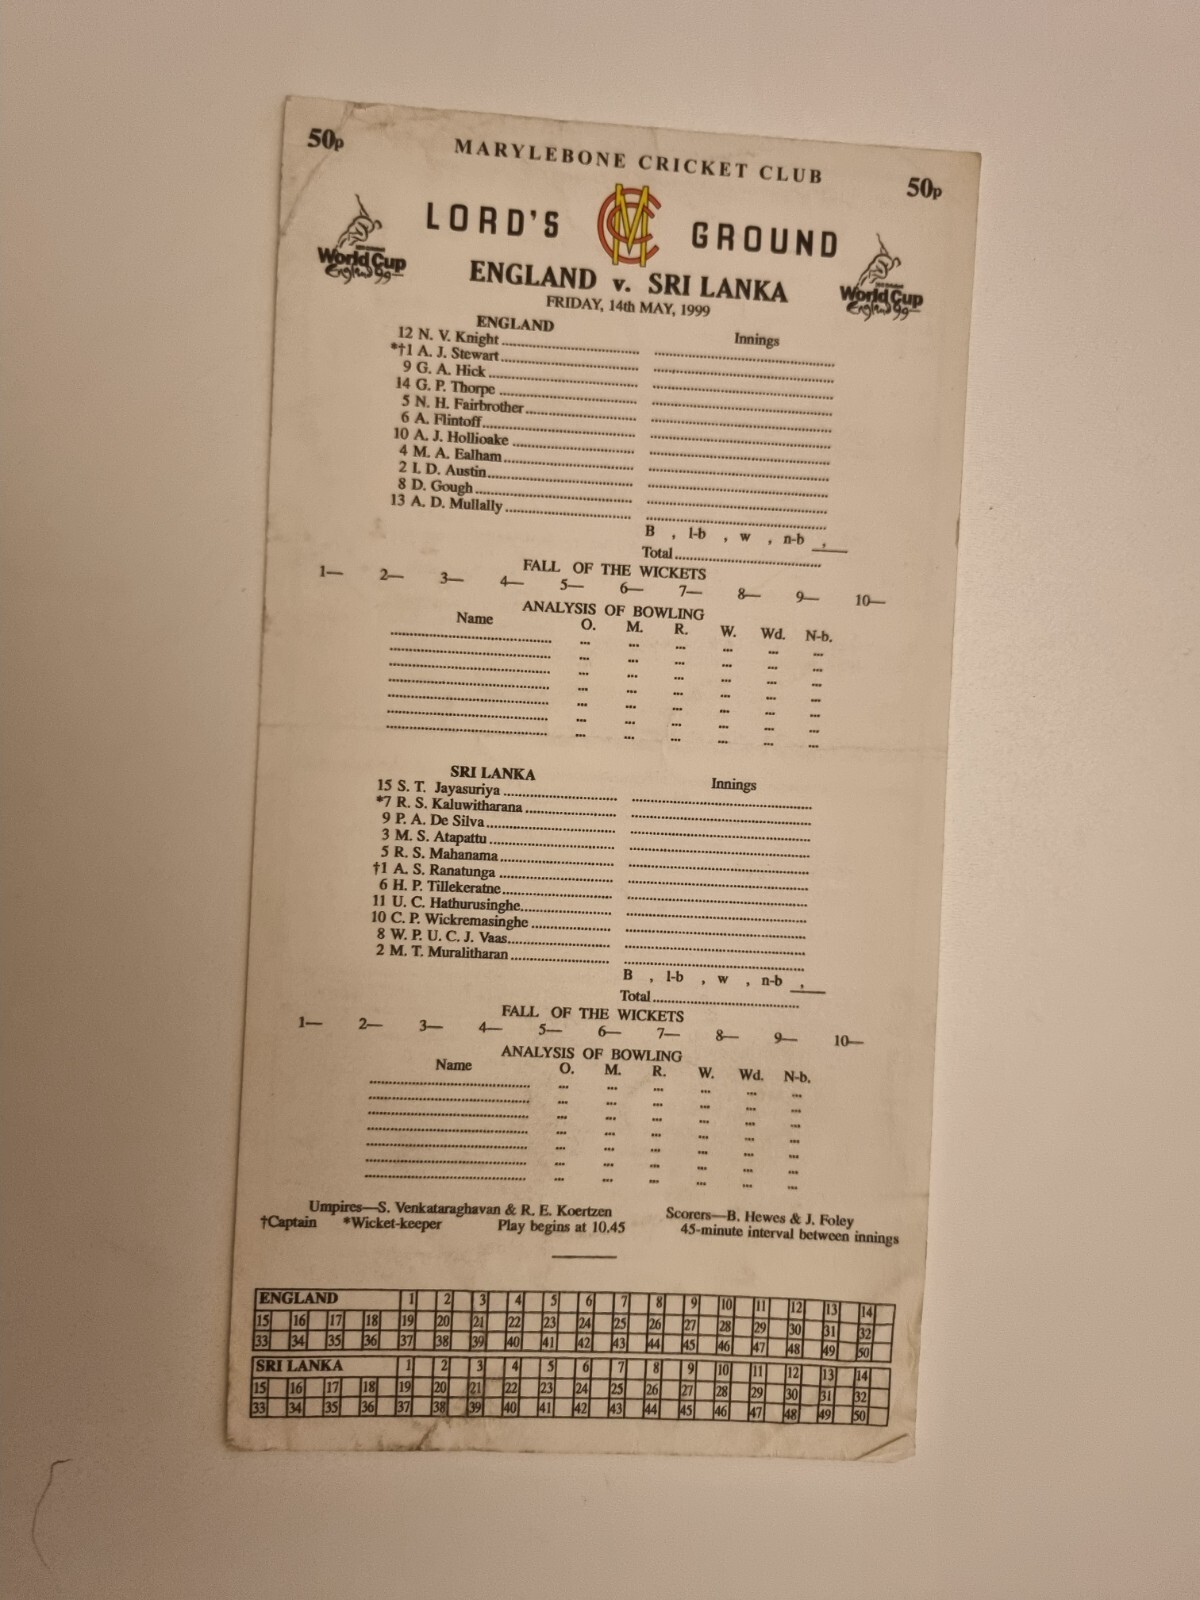 50p MARYLEBONE CRICKET CLUB 50p
LORD'S MCC GROUND
World Cup
England 99
World Cup
England 99
ENGLAND v. SRI LANKA
FRIDAY, 14th MAY, 1999
ENGLAND Innings
12 N. V. Knight
*†1 A. J. Stewart
9 G. A. Hick
14 G. P. Thorpe
5 N. H. Fairbrother
6 A. Flintoff
10 A. J. Hollioake
4 M. A. Ealham
2 I. D. Austin
8 D. Gough
13 A. D. Mullally
B , l-b , w , n-b ,
Total
FALL OF THE WICKETS
1— 2— 3— 4— 5— 6— 7— 8— 9— 10—
ANALYSIS OF BOWLING
Name O. M. R. W. Wd. N-b.
SRI LANKA Innings
15 S. T. Jayasuriya
*7 R. S. Kaluwitharana
9 P. A. De Silva
3 M. S. Atapattu
5 R. S. Mahanama
†1 A. S. Ranatunga
6 H. P. Tillekeratne
11 U. C. Hathurusinghe
10 C. P. Wickremasinghe
8 W. P. U. C. J. Vaas
2 M. T. Muralitharan
B , l-b , w , n-b ,
Total
FALL OF THE WICKETS
1— 2— 3— 4— 5— 6— 7— 8— 9— 10—
ANALYSIS OF BOWLING
Name O. M. R. W. Wd. N-b.
Umpires—S. Venkataraghavan & R. E. Koertzen Scorers—B. Hewes & J. Foley
†Captain *Wicket-keeper Play begins at 10.45 45-minute interval between innings
ENGLAND 1 2 3 4 5 6 7 8 9 10 11 12 13 14
15 16 17 18 19 20 21 22 23 24 25 26 27 28 29 30 31 32
33 34 35 36 37 38 39 40 41 42 43 44 45 46 47 48 49 50
SRI LANKA 1 2 3 4 5 6 7 8 9 10 11 12 13 14
15 16 17 18 19 20 21 22 23 24 25 26 27 28 29 30 31 32
33 34 35 36 37 38 39 40 41 42 43 44 45 46 47 48 49 50